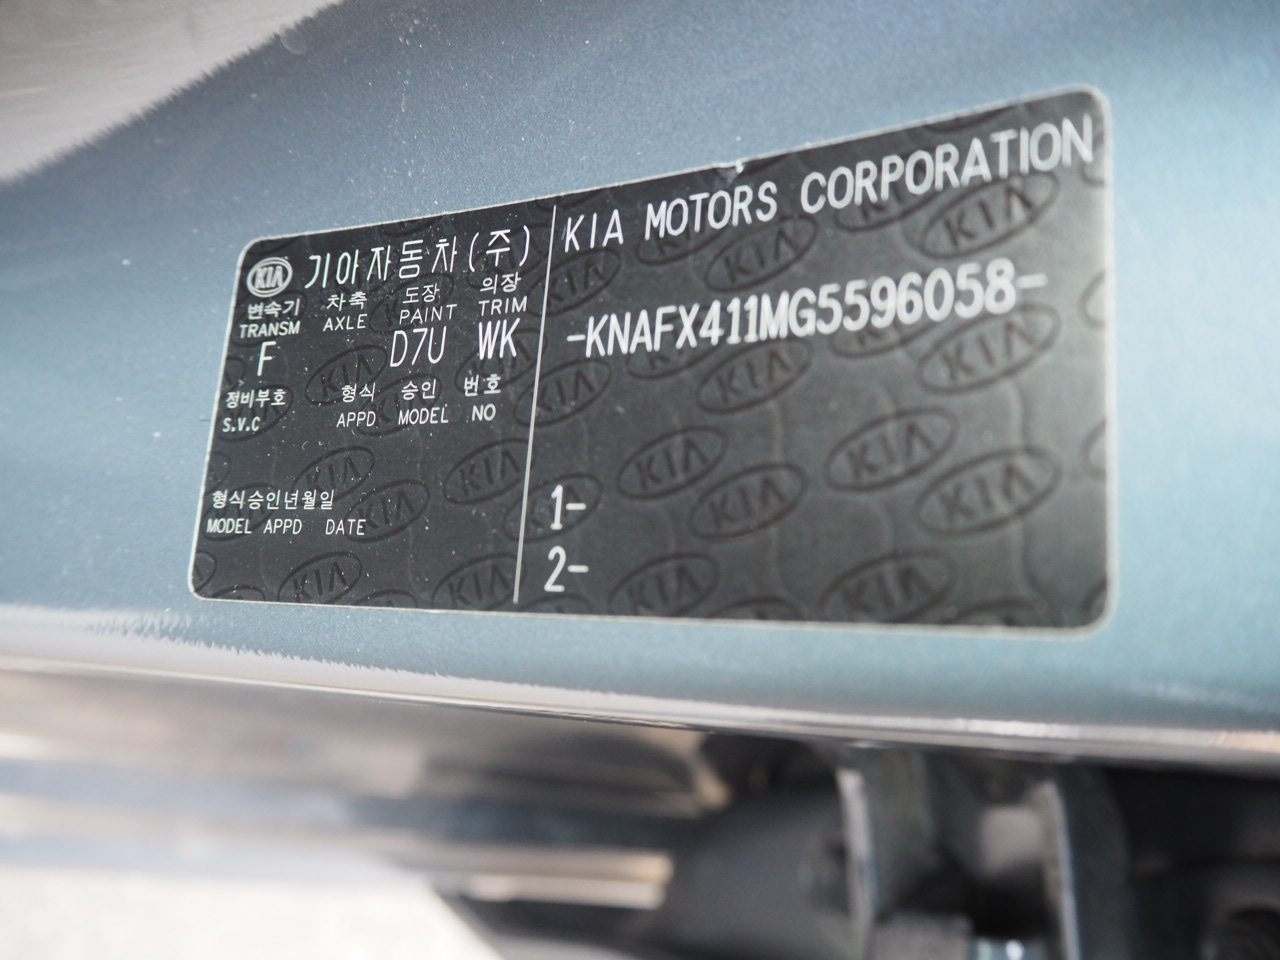 KIA 기아자동차(주)
변속기 차축 도장 의장
TRANSM AXLE PAINT TRIM
F D7U WK
정비부호 형식 승인 번호
S.V.C APPD MODEL NO
형식승인년월일
MODEL APPD DATE
KIA MOTORS CORPORATION
-KNAFX411MG5596058-
1-
2-